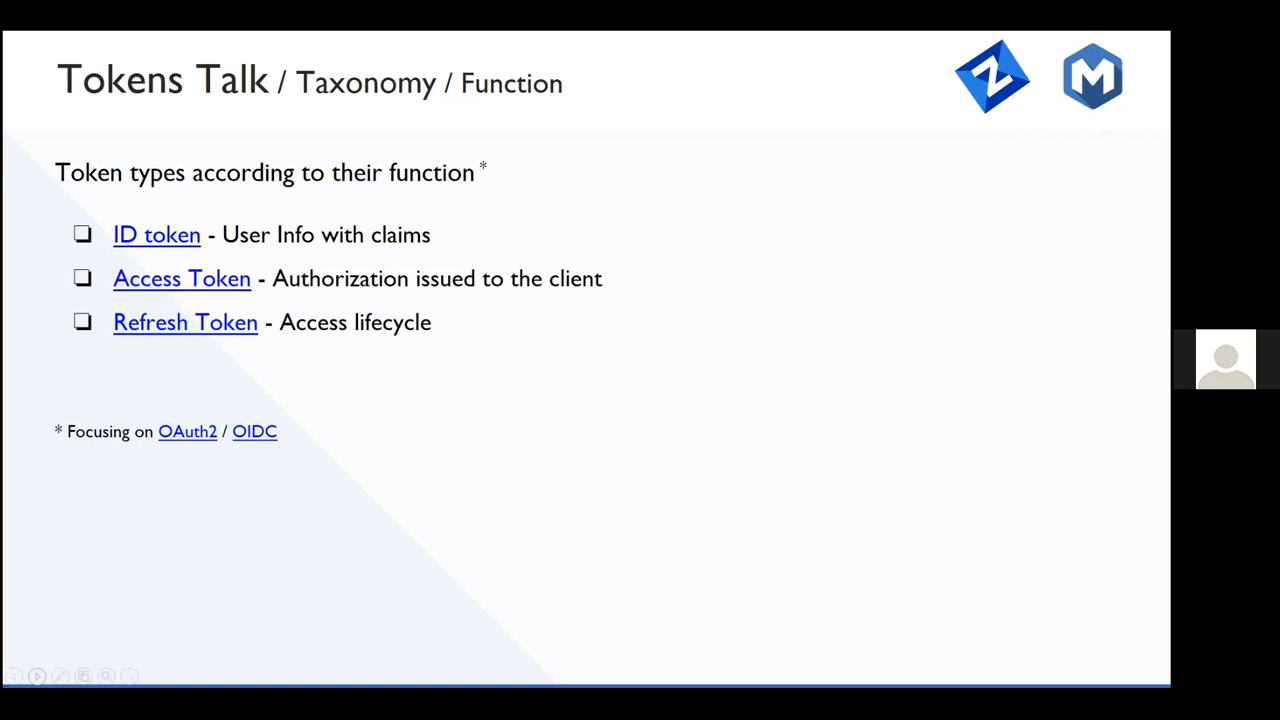 Tokens Talk / Taxonomy / Function
Z M
Token types according to their function *
❏ ID token - User Info with claims
❏ Access Token - Authorization issued to the client
❏ Refresh Token - Access lifecycle
* Focusing on OAuth2 / OIDC